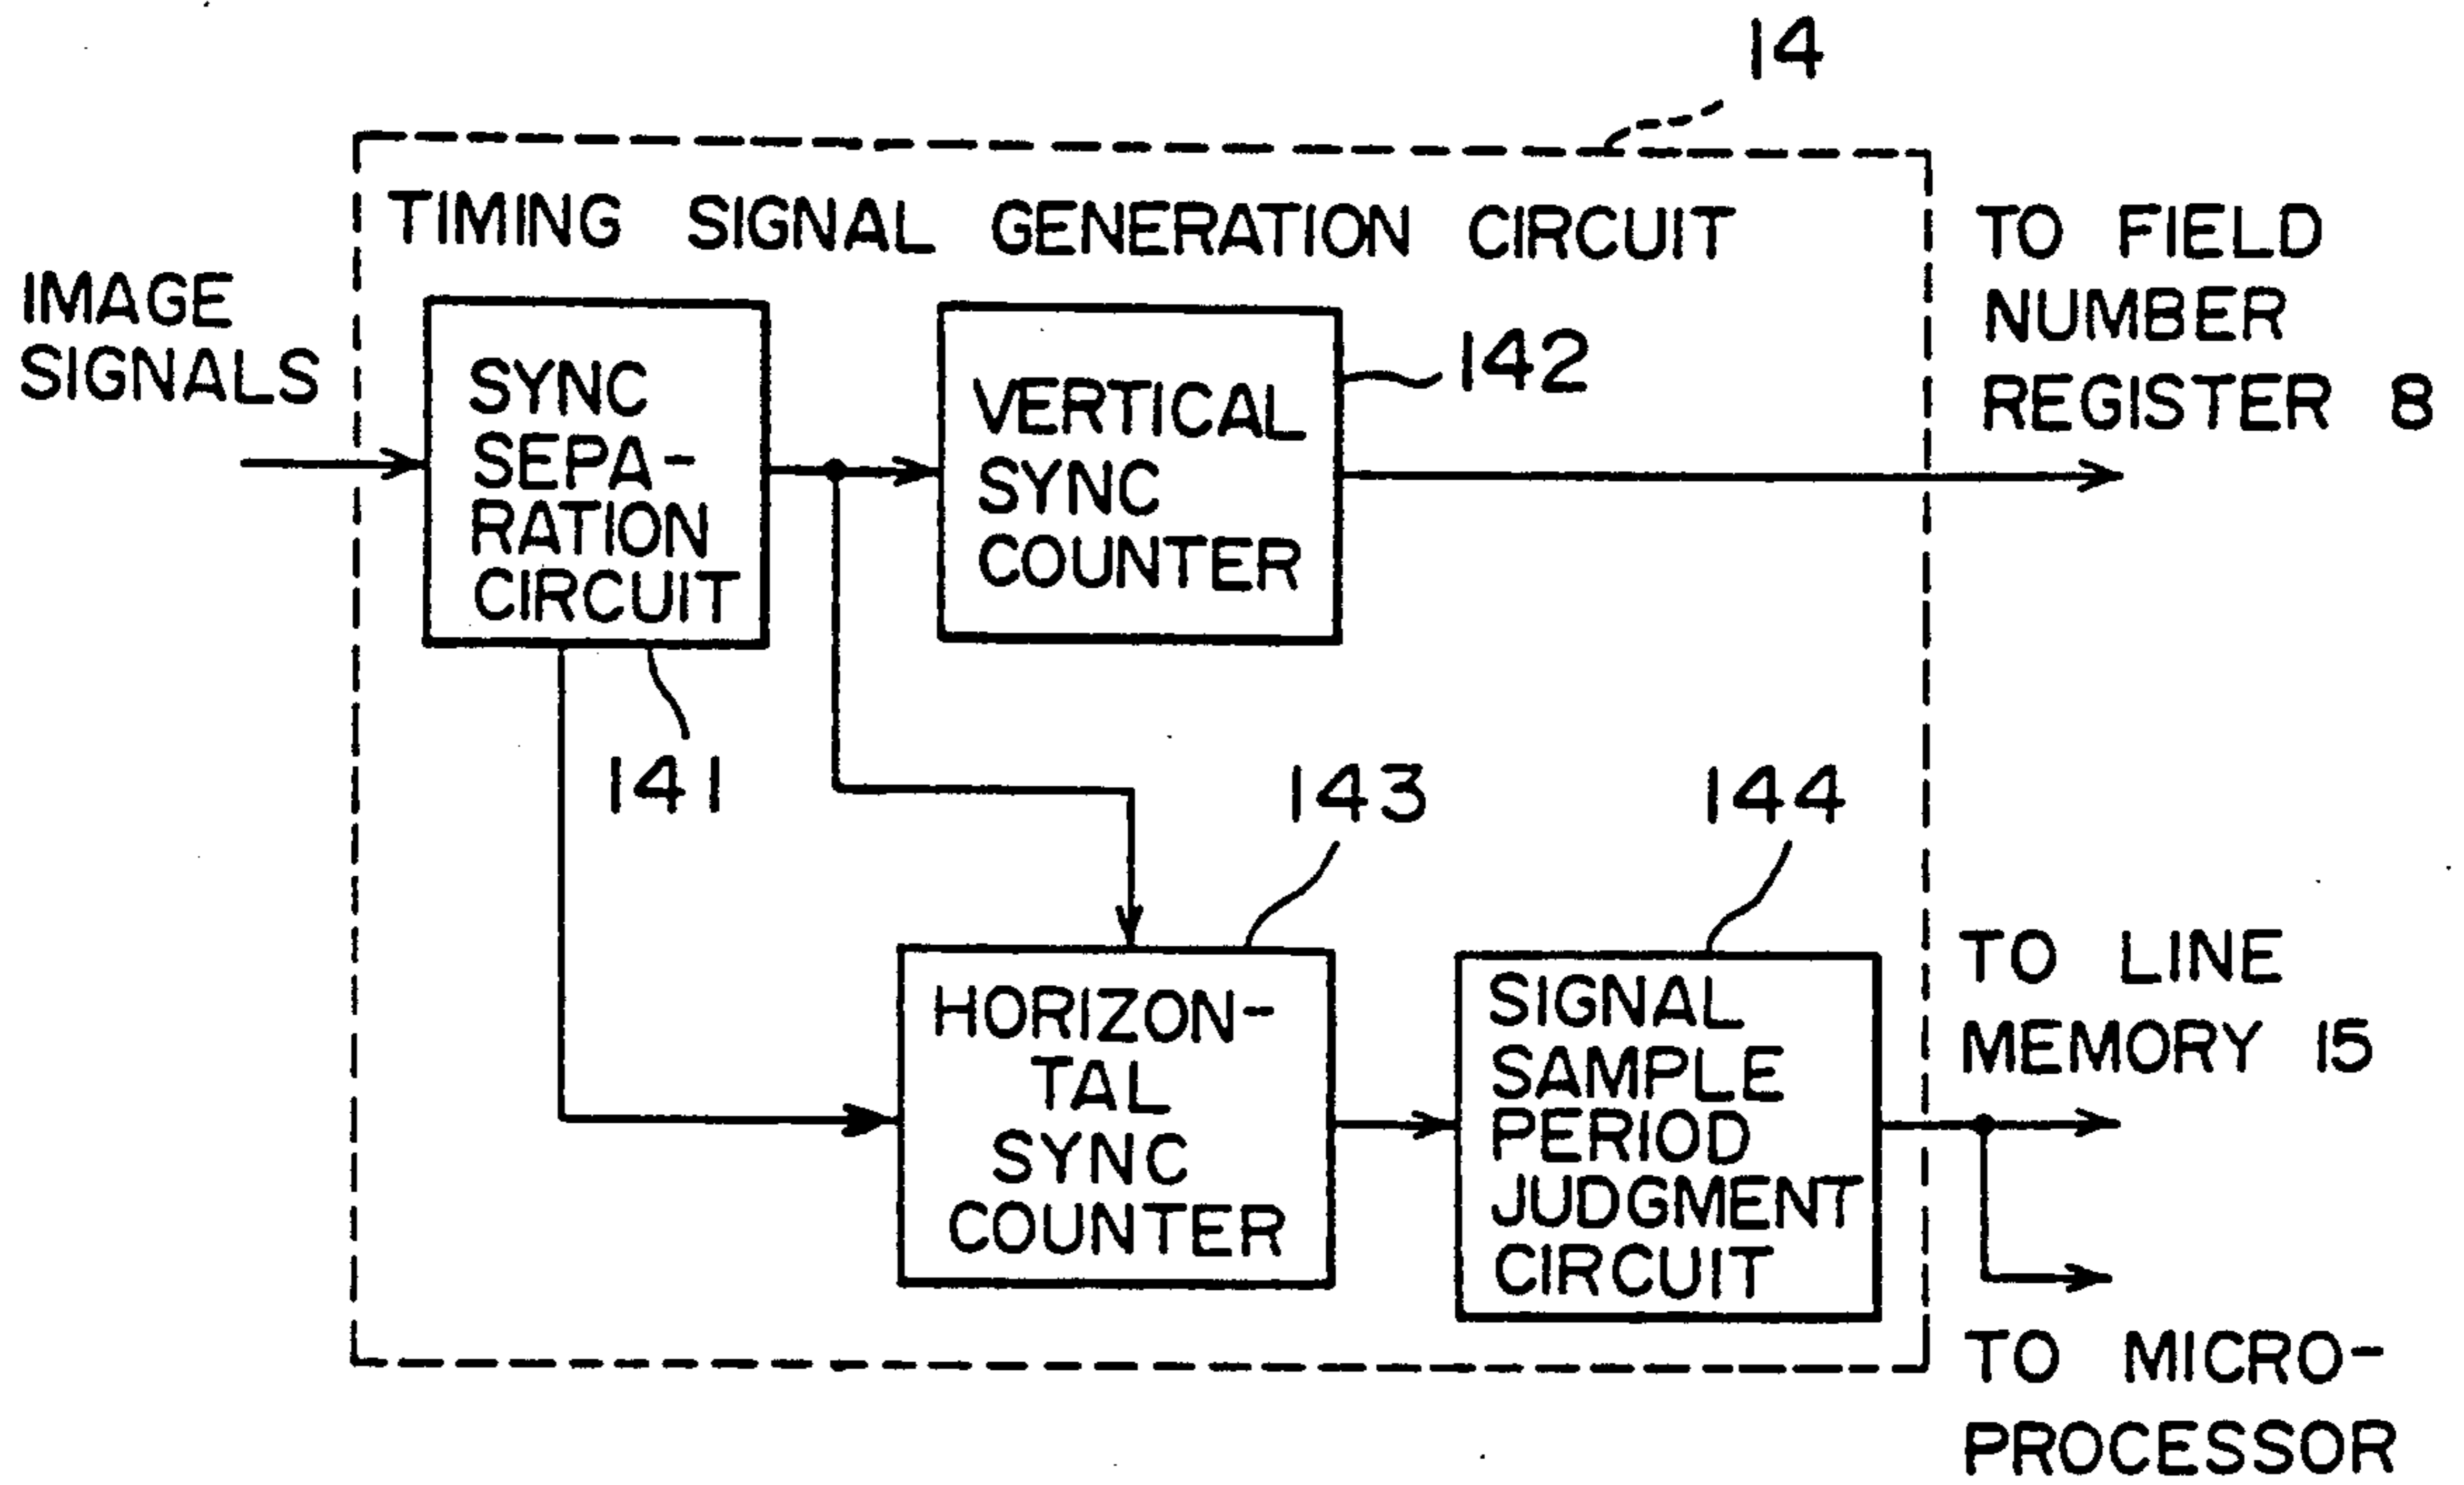 14
TIMING SIGNAL GENERATION CIRCUIT
IMAGE
SIGNALS
SYNC
SEPA-
RATION
CIRCUIT
141
VERTICAL
SYNC
COUNTER
142
TO FIELD
NUMBER
REGISTER 8
HORIZON-
TAL
SYNC
COUNTER
143
SIGNAL
SAMPLE
PERIOD
JUDGMENT
CIRCUIT
144
TO LINE
MEMORY 15
TO MICRO-
PROCESSOR